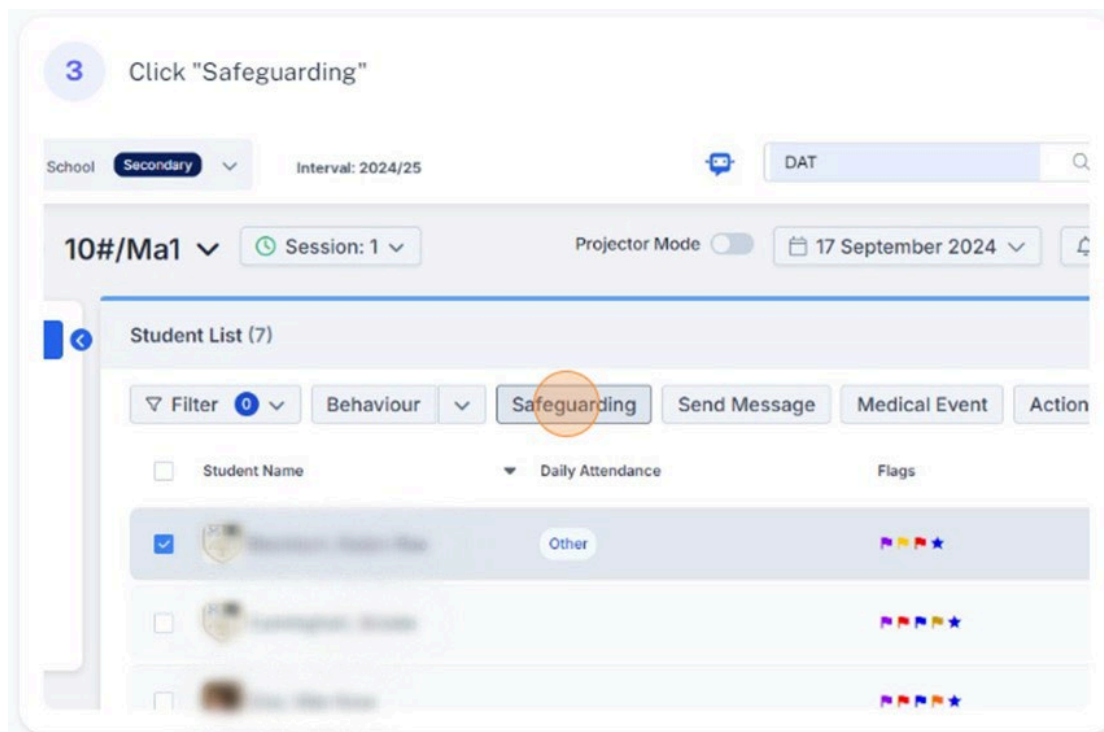 3 Click "Safeguarding"
School Secondary Interval: 2024/25 DAT
10#/Ma1 Session: 1 Projector Mode 17 September 2024
Student List (7)
Filter 0 Behaviour Safeguarding Send Message Medical Event Action
Student Name Daily Attendance Flags
Other